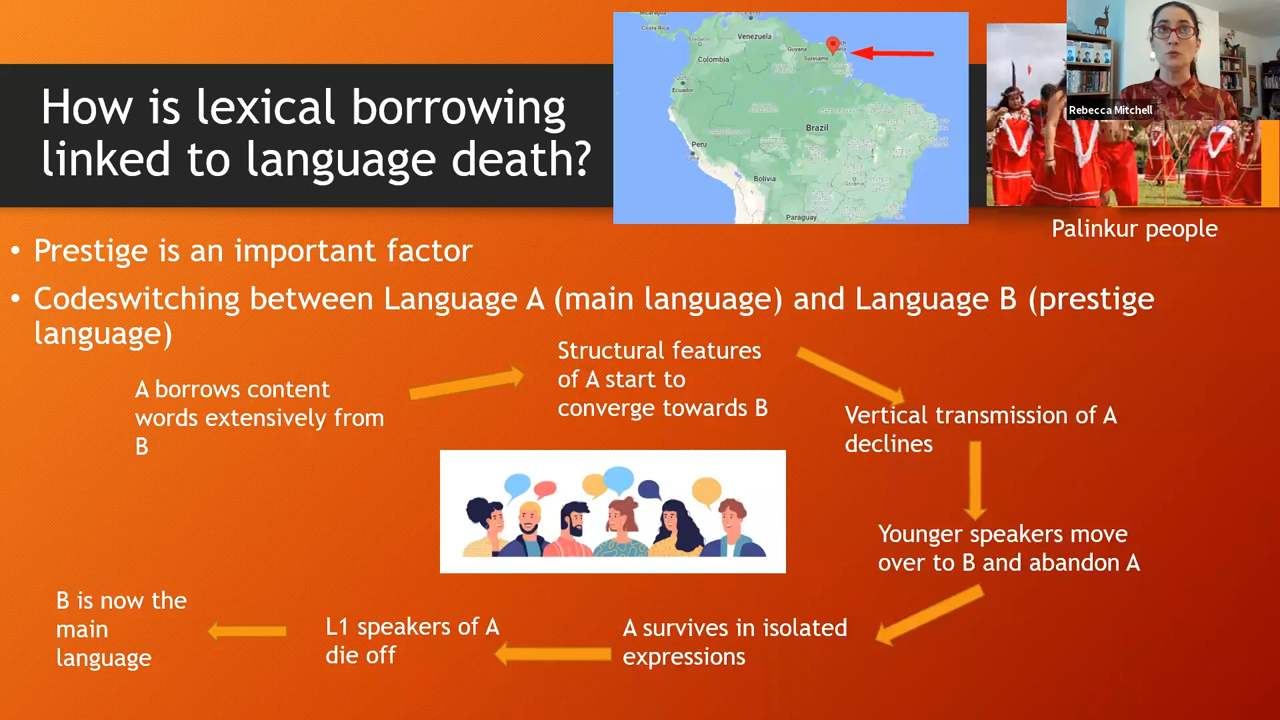 How is lexical borrowing
linked to language death?
Venezuela
Guyana
Suriname
Colombia
Ecuador
Brazil
Peru
Bolivia
Paraguay
Costa Rica
Rebecca Mitchell
Palinkur people
• Prestige is an important factor
• Codeswitching between Language A (main language) and Language B (prestige
language)
A borrows content
words extensively from
B
Structural features
of A start to
converge towards B
Vertical transmission of A
declines
Younger speakers move
over to B and abandon A
A survives in isolated
expressions
L1 speakers of A
die off
B is now the
main
language